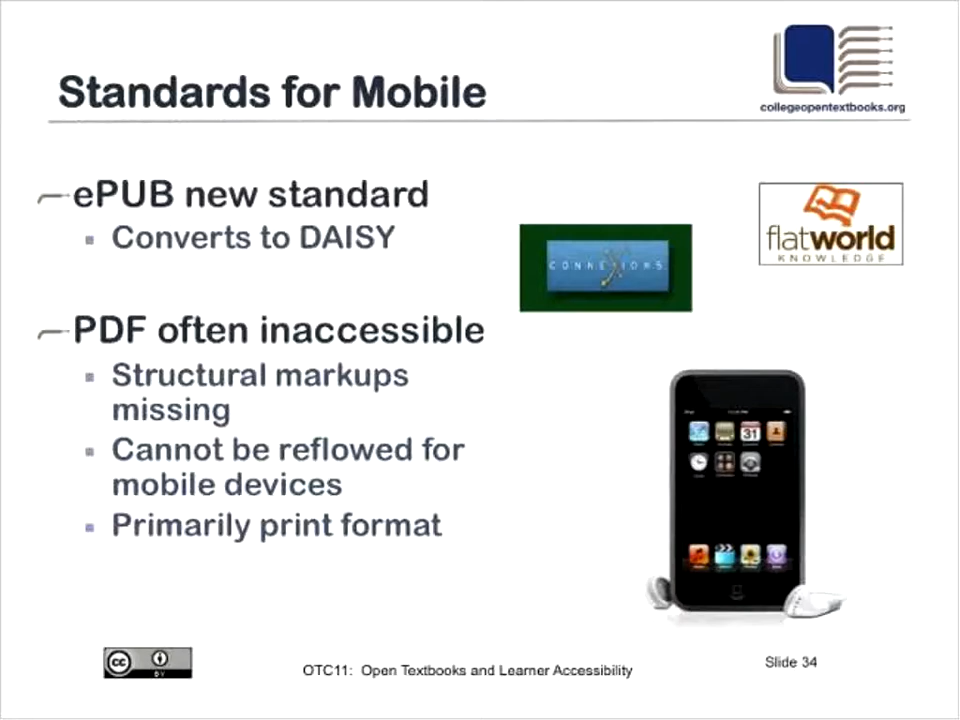 collegeopentextbooks.org
Standards for Mobile
ePUB new standard
Converts to DAISY
CONNEXIONS
flatworld
KNOWLEDGE
PDF often inaccessible
Structural markups
missing
Cannot be reflowed for
mobile devices
Primarily print format
31
cc
BY
OTC11: Open Textbooks and Learner Accessibility
Slide 34